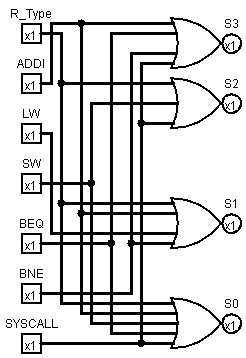 R_Type
x1
S3
x1
ADDI
x1
S2
x1
LW
x1
SW
x1
S1
x1
BEQ
x1
BNE
x1
S0
x1
SYSCALL
x1